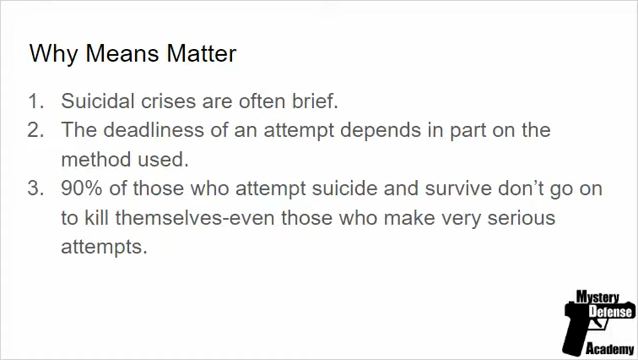 Why Means Matter
1. Suicidal crises are often brief.
2. The deadliness of an attempt depends in part on the
method used.
3. 90% of those who attempt suicide and survive don't go on
to kill themselves-even those who make very serious
attempts.
Mystery
Defense
Academy